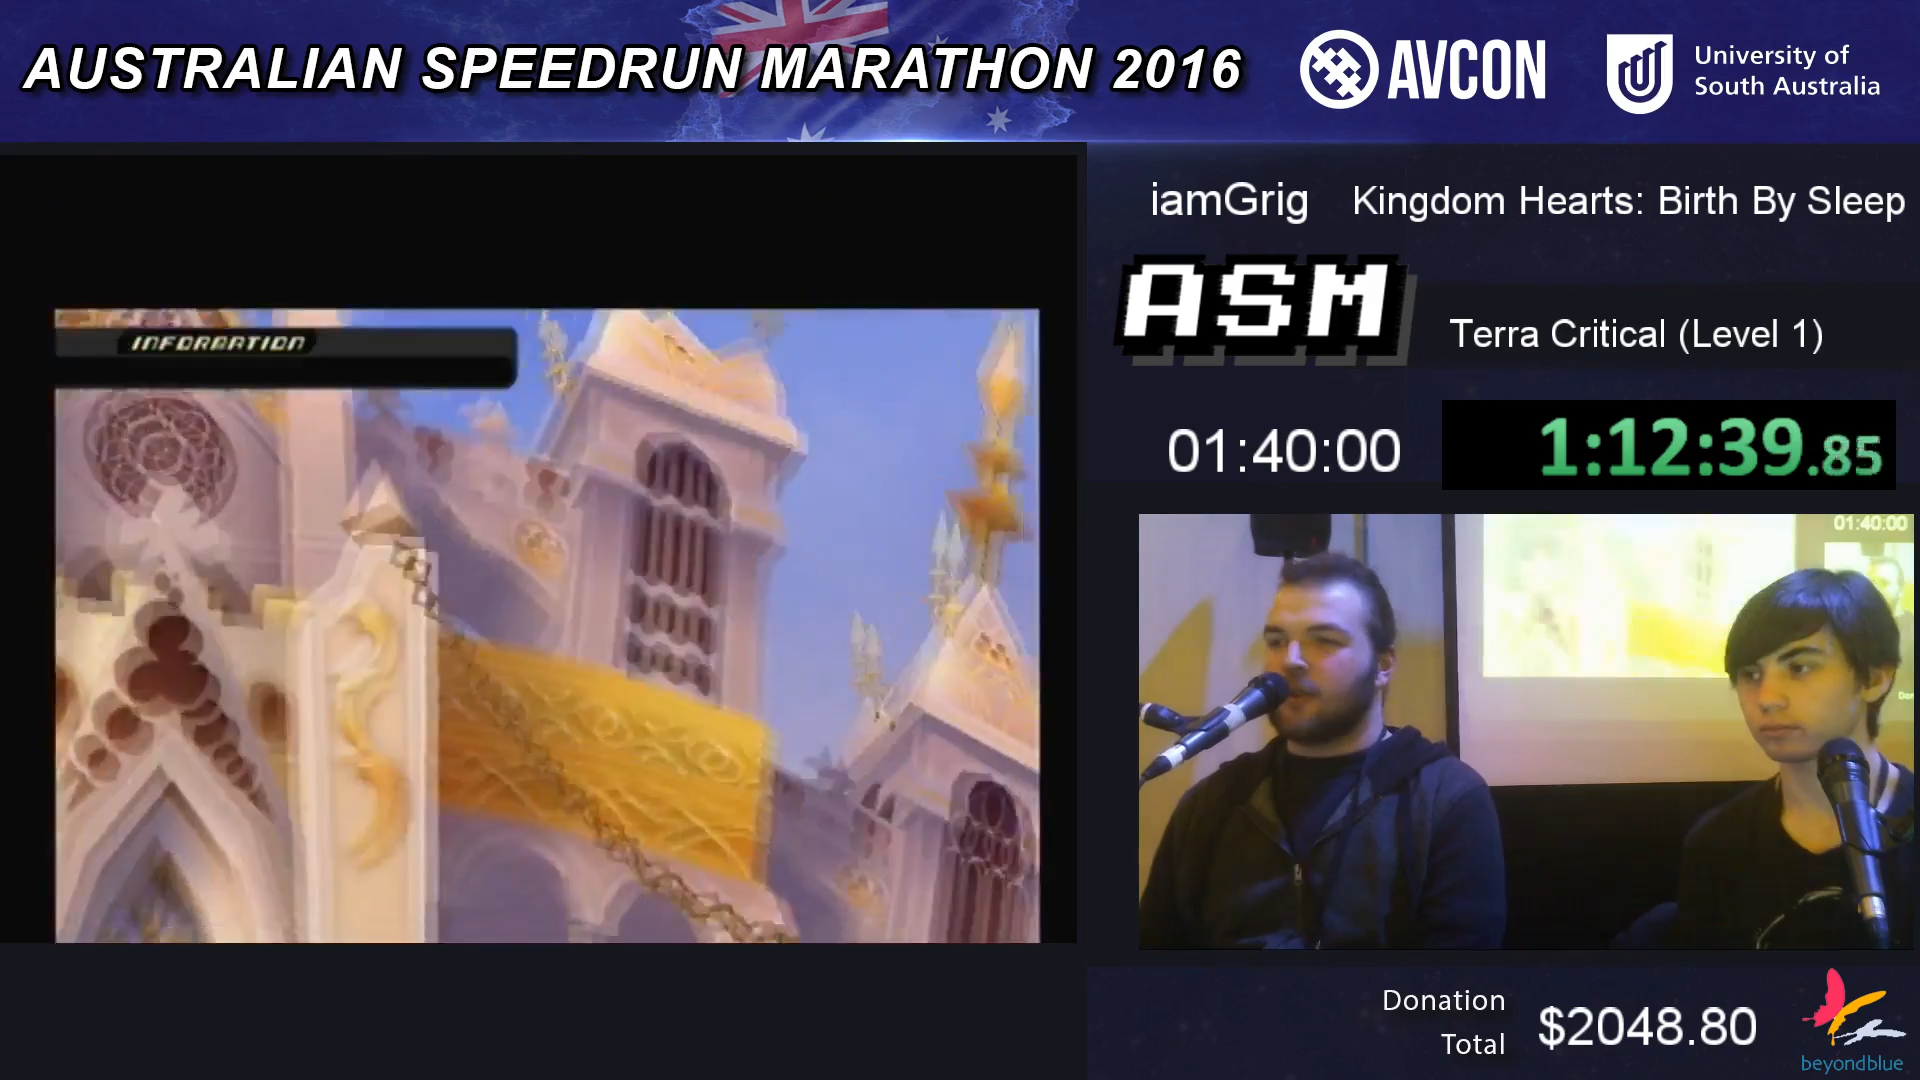 AUSTRALIAN SPEEDRUN MARATHON 2016
AVCON
University of
South Australia
iamGrig
Kingdom Hearts: Birth By Sleep
ASM
Terra Critical (Level 1)
01:40:00
1:12:39.85
INFORMATION
01:40:00
Donation
Total
$2048.80
beyondblue